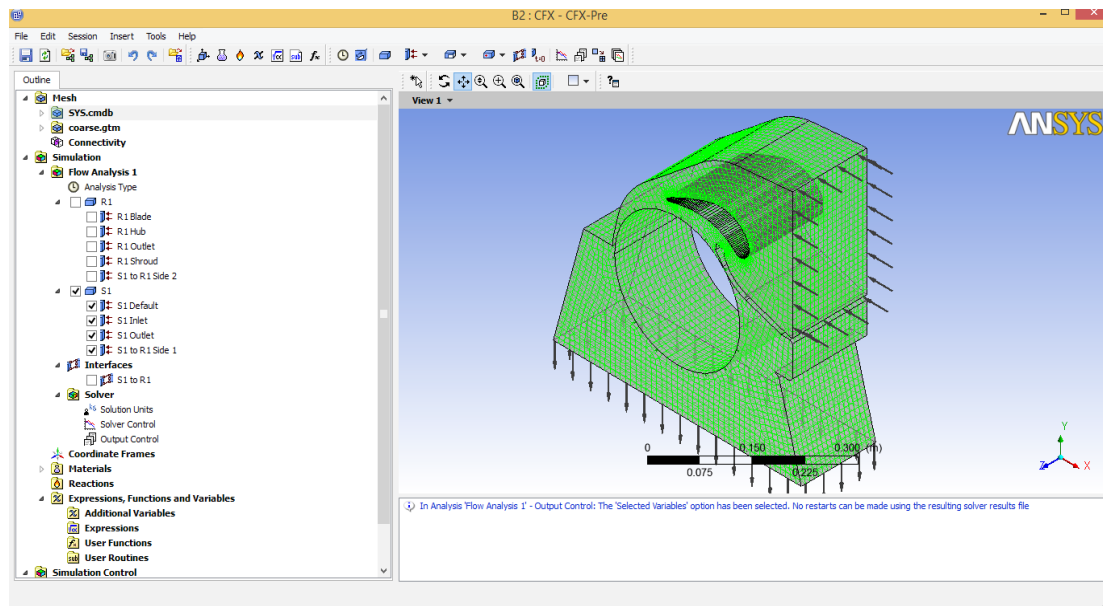 B2 : CFX - CFX-Pre
File Edit Session Insert Tools Help
Outline
Mesh
SYS.cmdb
coarse.gtm
Connectivity
Simulation
Flow Analysis 1
Analysis Type
R1
R1 Blade
R1 Hub
R1 Outlet
R1 Shroud
S1 to R1 Side 2
S1
S1 Default
S1 Inlet
S1 Outlet
S1 to R1 Side 1
Interfaces
S1 to R1
Solver
Solution Units
Solver Control
Output Control
Coordinate Frames
Materials
Reactions
Expressions, Functions and Variables
Additional Variables
Expressions
User Functions
User Routines
Simulation Control
View 1
ANSYS
0 0.150 0.300 (m)
0.075 0.225
Y
Z X
In Analysis 'Flow Analysis 1' - Output Control: The 'Selected Variables' option has been selected. No restarts can be made using the resulting solver results file